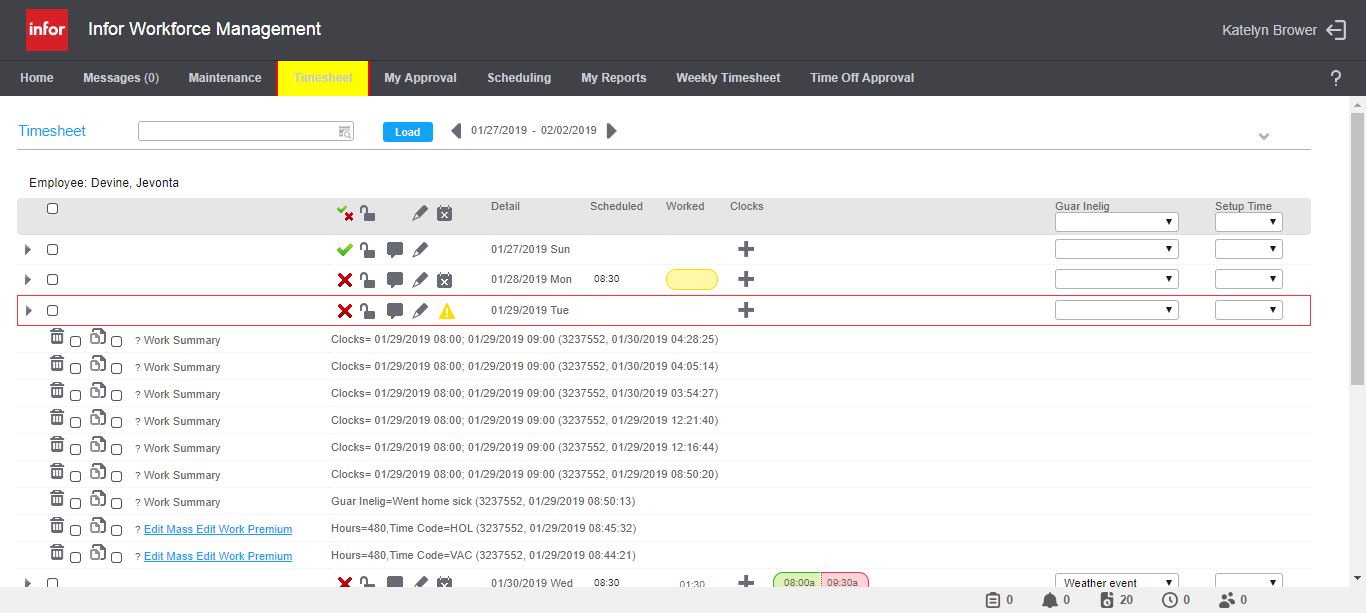 infor Infor Workforce Management Katelyn Brower
Home Messages (0) Maintenance Timesheet My Approval Scheduling My Reports Weekly Timesheet Time Off Approval ?
Timesheet Load 01/27/2019 - 02/02/2019
Employee: Devine, Jevonta
Detail Scheduled Worked Clocks Guar Inelig Setup Time
01/27/2019 Sun
01/28/2019 Mon 08:30
01/29/2019 Tue
? Work Summary Clocks= 01/29/2019 08:00; 01/29/2019 09:00 (3237552, 01/30/2019 04:28:25)
? Work Summary Clocks= 01/29/2019 08:00; 01/29/2019 09:00 (3237552, 01/30/2019 04:05:14)
? Work Summary Clocks= 01/29/2019 08:00; 01/29/2019 09:00 (3237552, 01/30/2019 03:54:27)
? Work Summary Clocks= 01/29/2019 08:00; 01/29/2019 09:00 (3237552, 01/29/2019 12:21:40)
? Work Summary Clocks= 01/29/2019 08:00; 01/29/2019 09:00 (3237552, 01/29/2019 12:16:44)
? Work Summary Clocks= 01/29/2019 08:00; 01/29/2019 09:00 (3237552, 01/29/2019 08:50:20)
? Work Summary Guar Inelig=Went home sick (3237552, 01/29/2019 08:50:13)
? Edit Mass Edit Work Premium Hours=480,Time Code=HOL (3237552, 01/29/2019 08:45:32)
? Edit Mass Edit Work Premium Hours=480,Time Code=VAC (3237552, 01/29/2019 08:44:21)
01/30/2019 Wed 08:30 01:30 08:00a 09:30a Weather event
0 0 20 0 0